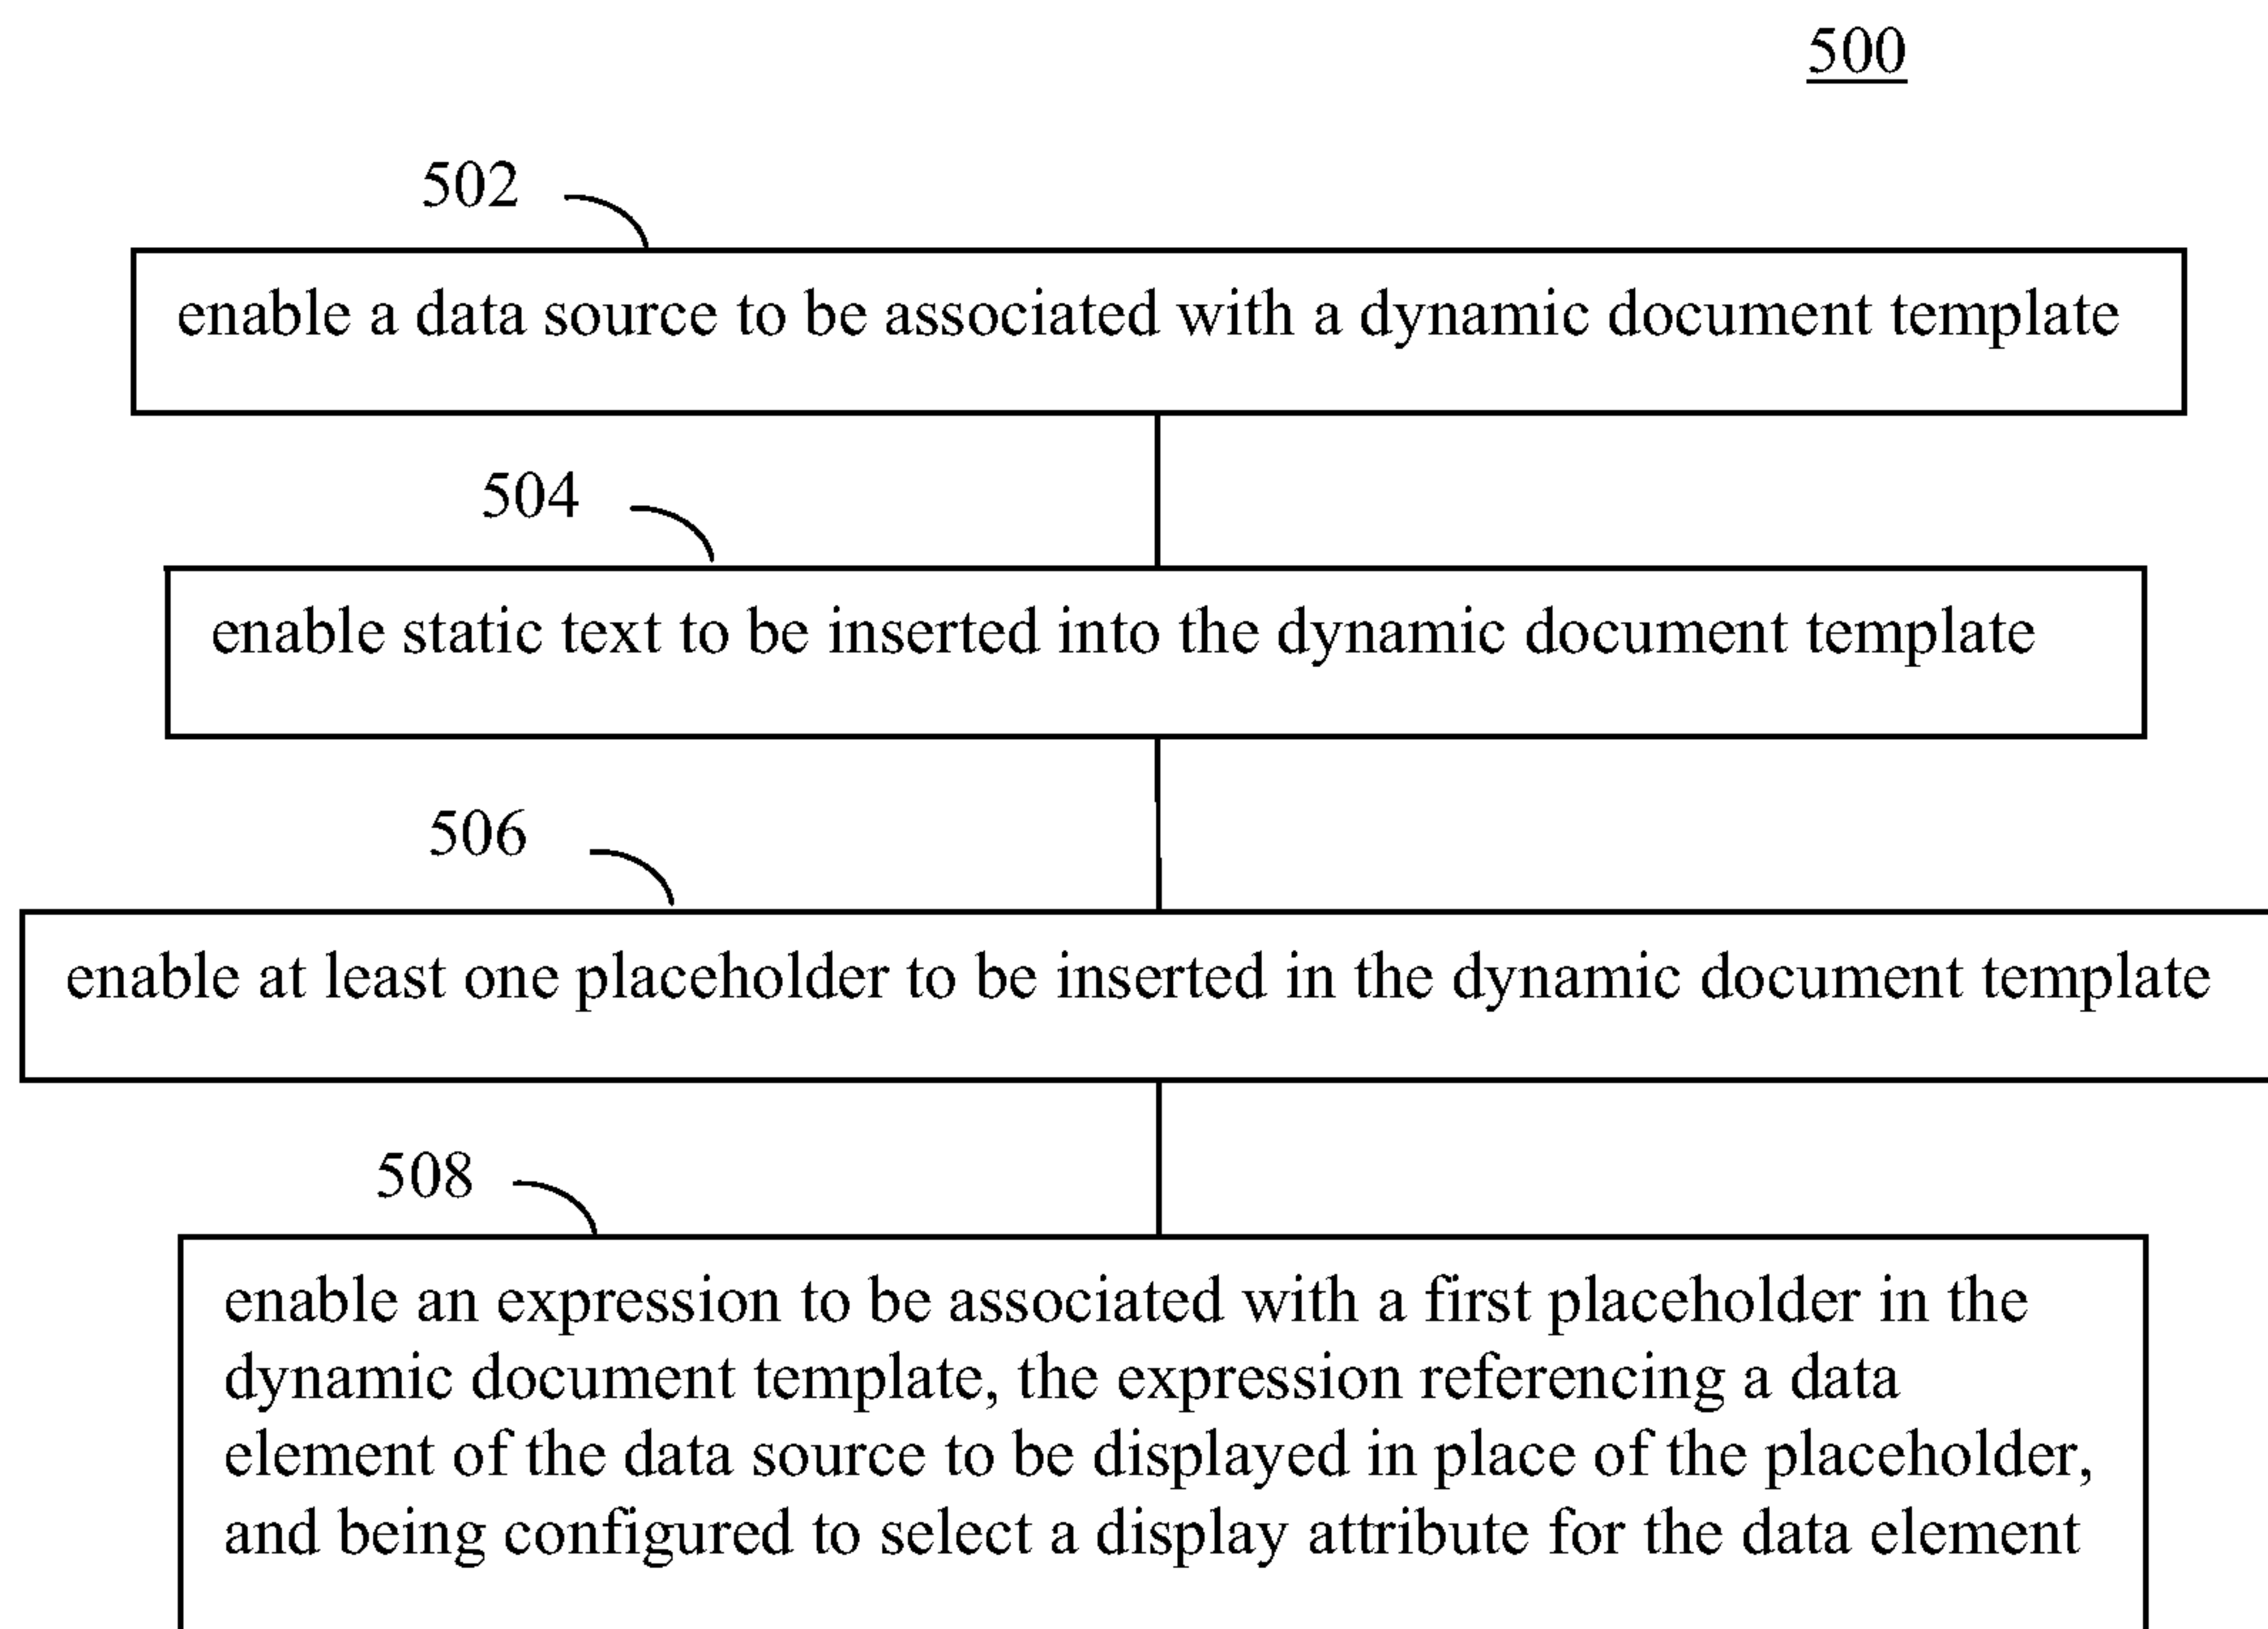 500
502
enable a data source to be associated with a dynamic document template
504
enable static text to be inserted into the dynamic document template
506
enable at least one placeholder to be inserted in the dynamic document template
508
enable an expression to be associated with a first placeholder in the
dynamic document template, the expression referencing a data
element of the data source to be displayed in place of the placeholder,
and being configured to select a display attribute for the data element